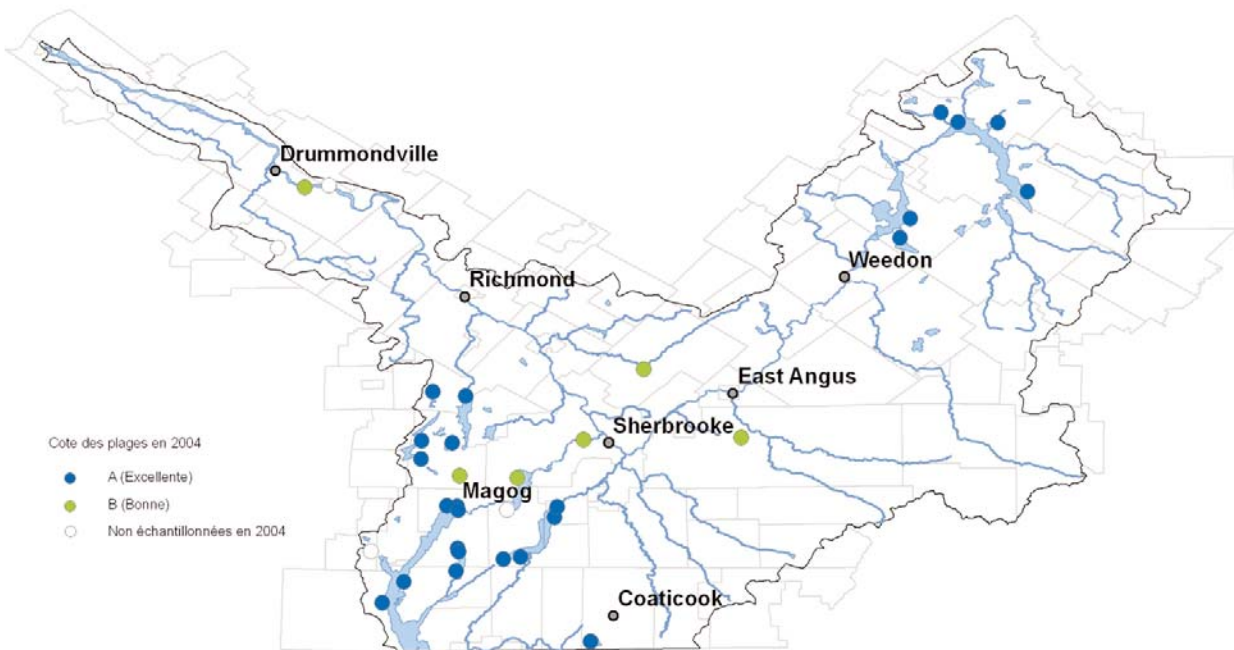 Drummondville
Richmond
Weedon
East Angus
Sherbrooke
Magog
Coaticook
Cote des plages en 2004
A (Excellente)
B (Bonne)
Non échantillonnées en 2004